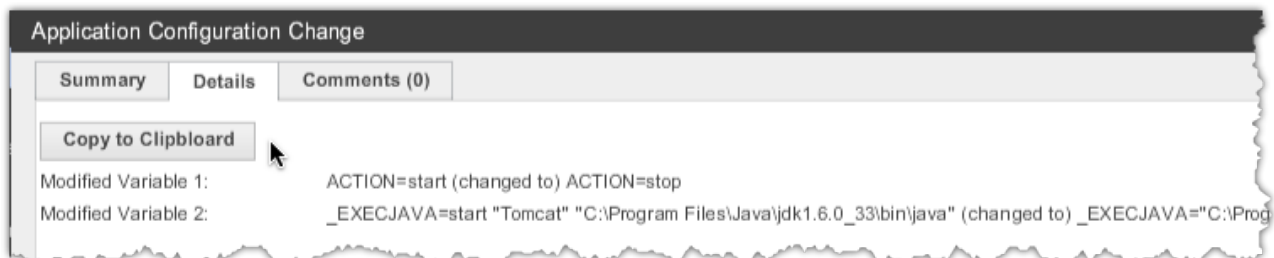 Application Configuration Change
Summary Details Comments (0)
Copy to Clipbloard
Modified Variable 1: ACTION=start (changed to) ACTION=stop
Modified Variable 2: _EXECJAVA=start "Tomcat" "C:\Program Files\Java\jdk1.6.0_33\bin\java" (changed to) _EXECJAVA="C:\Prog